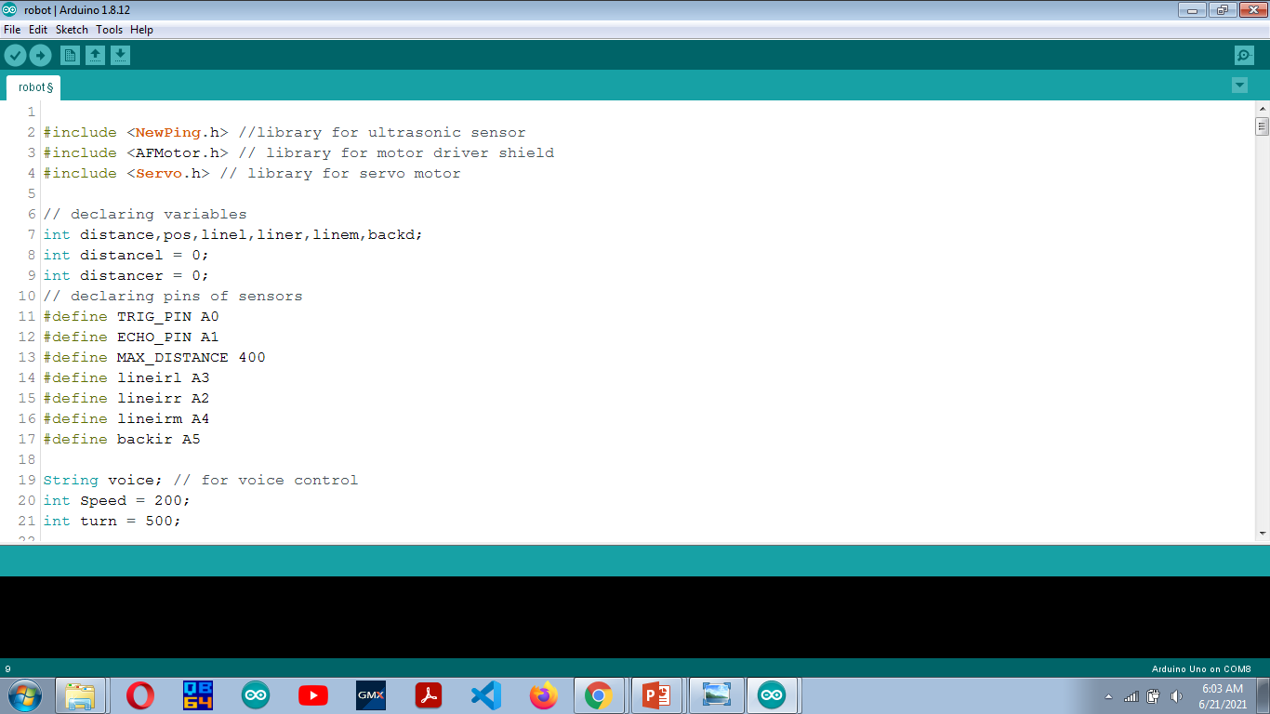 robot | Arduino 1.8.12
File Edit Sketch Tools Help
robot§
1
2 #include <NewPing.h> //library for ultrasonic sensor
3 #include <AFMotor.h> // library for motor driver shield
4 #include <Servo.h> // library for servo motor
5
6 // declaring variables
7 int distance,pos,linel,liner,linem,backd;
8 int distancel = 0;
9 int distancer = 0;
10 // declaring pins of sensors
11 #define TRIG_PIN A0
12 #define ECHO_PIN A1
13 #define MAX_DISTANCE 400
14 #define lineirl A3
15 #define lineirr A2
16 #define lineirm A4
17 #define backir A5
18
19 String voice; // for voice control
20 int Speed = 200;
21 int turn = 500;
22
9 Arduino Uno on COM8
QB
64
GMX
6:03 AM
6/21/2021